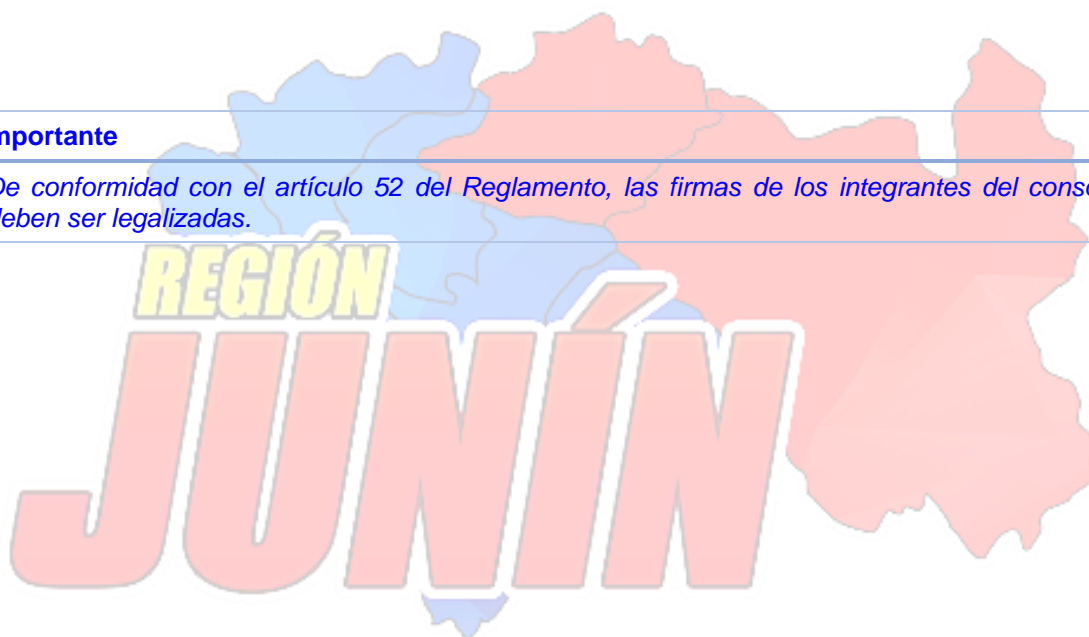 mportante
De conformidad con el artículo 52 del Reglamento, las firmas de los integrantes del cons
deben ser legalizadas.
REGIÓN
JUNÍN